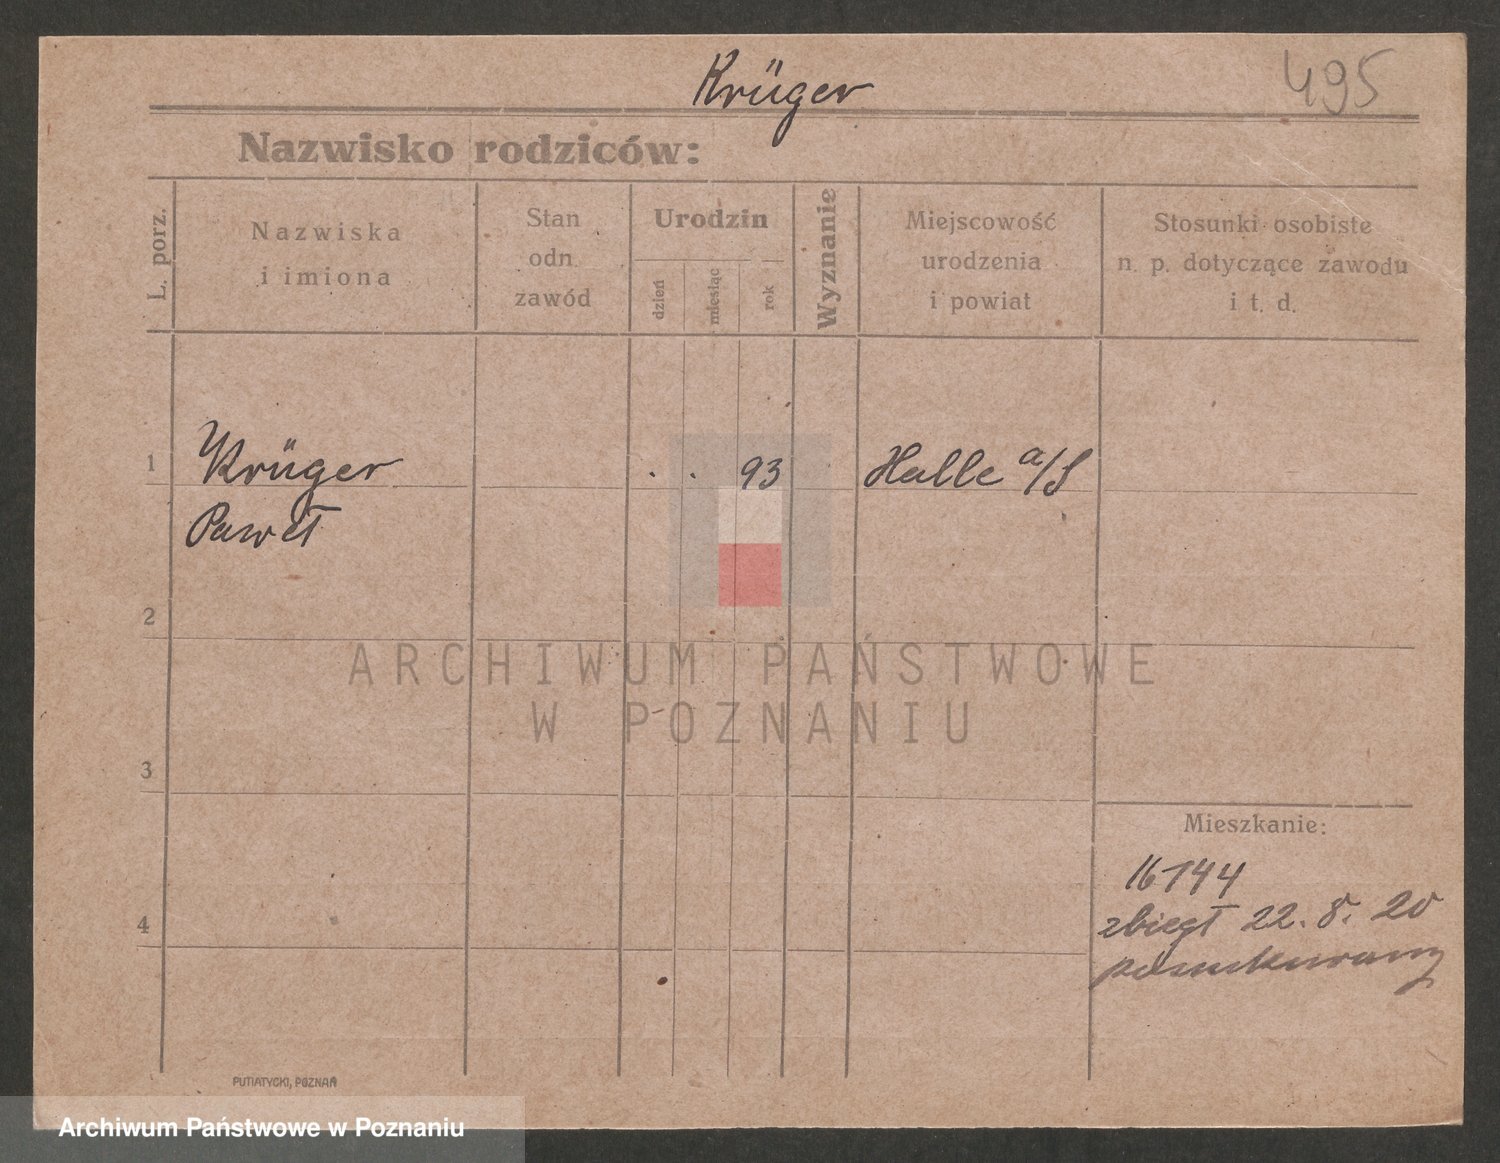 Krüger
495
Nazwisko rodziców:
L. porz.
Nazwiska
i imiona
Stan
odn.
zawód
Urodzin
dzień
miesiąc
rok
Wyznanie
Miejscowość
urodzenia
i powiat
Stosunki osobiste
n. p. dotyczące zawodu
i t. d.
1
Krüger
. . 93
Halle a/S
Paweł
2
ARCHIWUM PAŃSTWOWE
W POZNANIU
3
Mieszkanie:
16144
zbiegł 22. 8. 20
poszukiwany
4
PUTIATYCKI, POZNAŃ
Archiwum Państwowe w Poznaniu